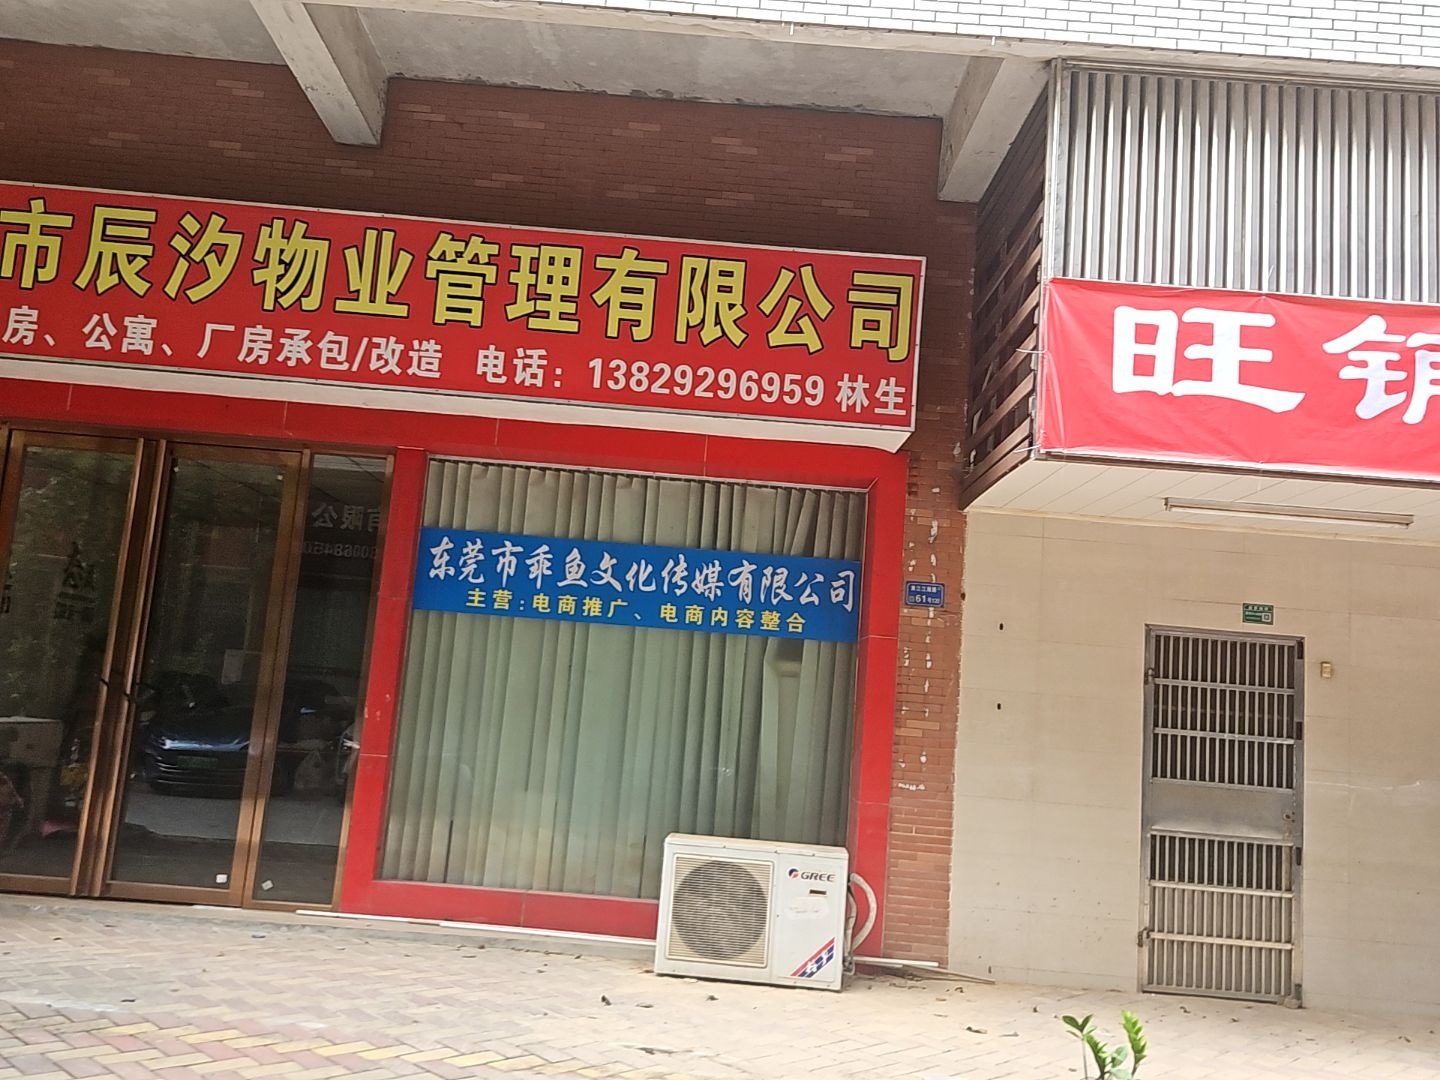 市辰汐物业管理有限公司
房、公寓、厂房承包/改造 电话：13829296959 林生
旺 销
东莞市乖鱼文化传媒有限公司
主营：电商推广、电商内容整合
61
GREE